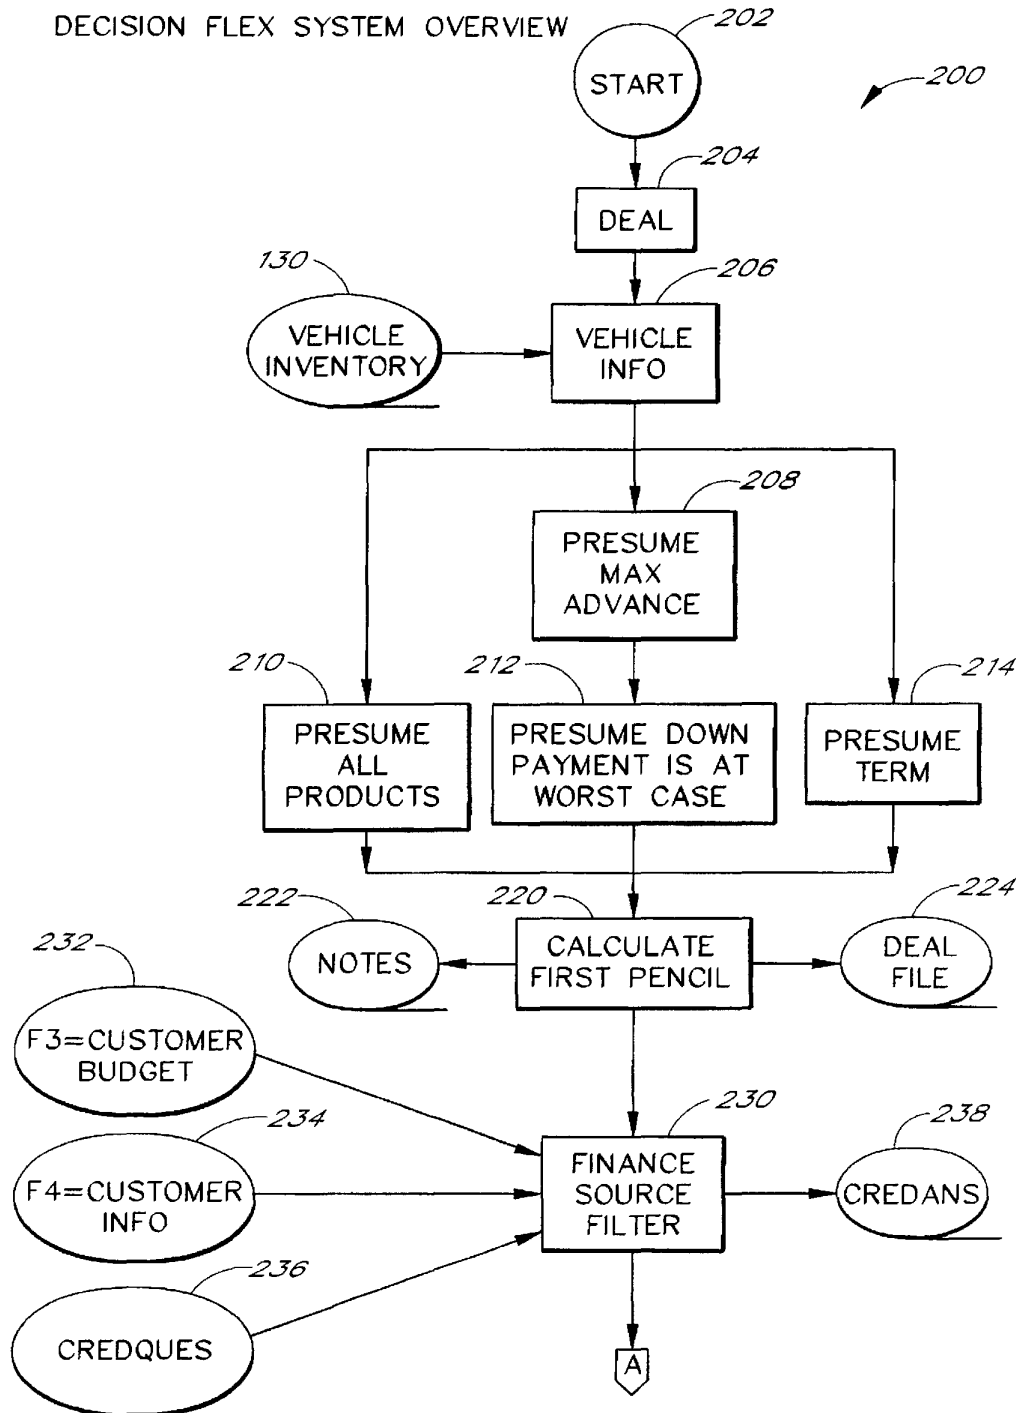 DECISION FLEX SYSTEM OVERVIEW
202
START
200
204
DEAL
130
206
VEHICLE
INVENTORY
VEHICLE
INFO
208
PRESUME
MAX
ADVANCE
210
212
214
PRESUME
ALL
PRODUCTS
PRESUME DOWN
PAYMENT IS AT
WORST CASE
PRESUME
TERM
222
220
224
NOTES
CALCULATE
FIRST PENCIL
DEAL
FILE
232
F3=CUSTOMER
BUDGET
234
230
238
F4=CUSTOMER
INFO
FINANCE
SOURCE
FILTER
CREDANS
236
CREDQUES
A